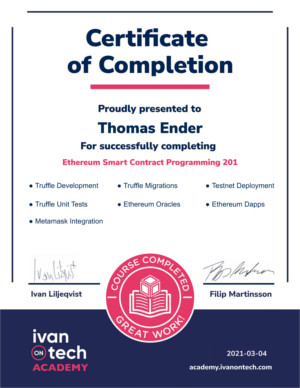 Certificate
of Completion
Proudly presented to
Thomas Ender
For successfully completing
Ethereum Smart Contract Programming 201
• Truffle Development • Truffle Migrations • Testnet Deployment
• Truffle Unit Tests • Ethereum Oracles • Ethereum Dapps
• Metamask Integration
Ivan Liljeqvist
Filip Martinsson
COURSE COMPLETED
GREAT WORK!
ivan
ON tech
ACADEMY
2021-03-04
academy.ivanontech.com